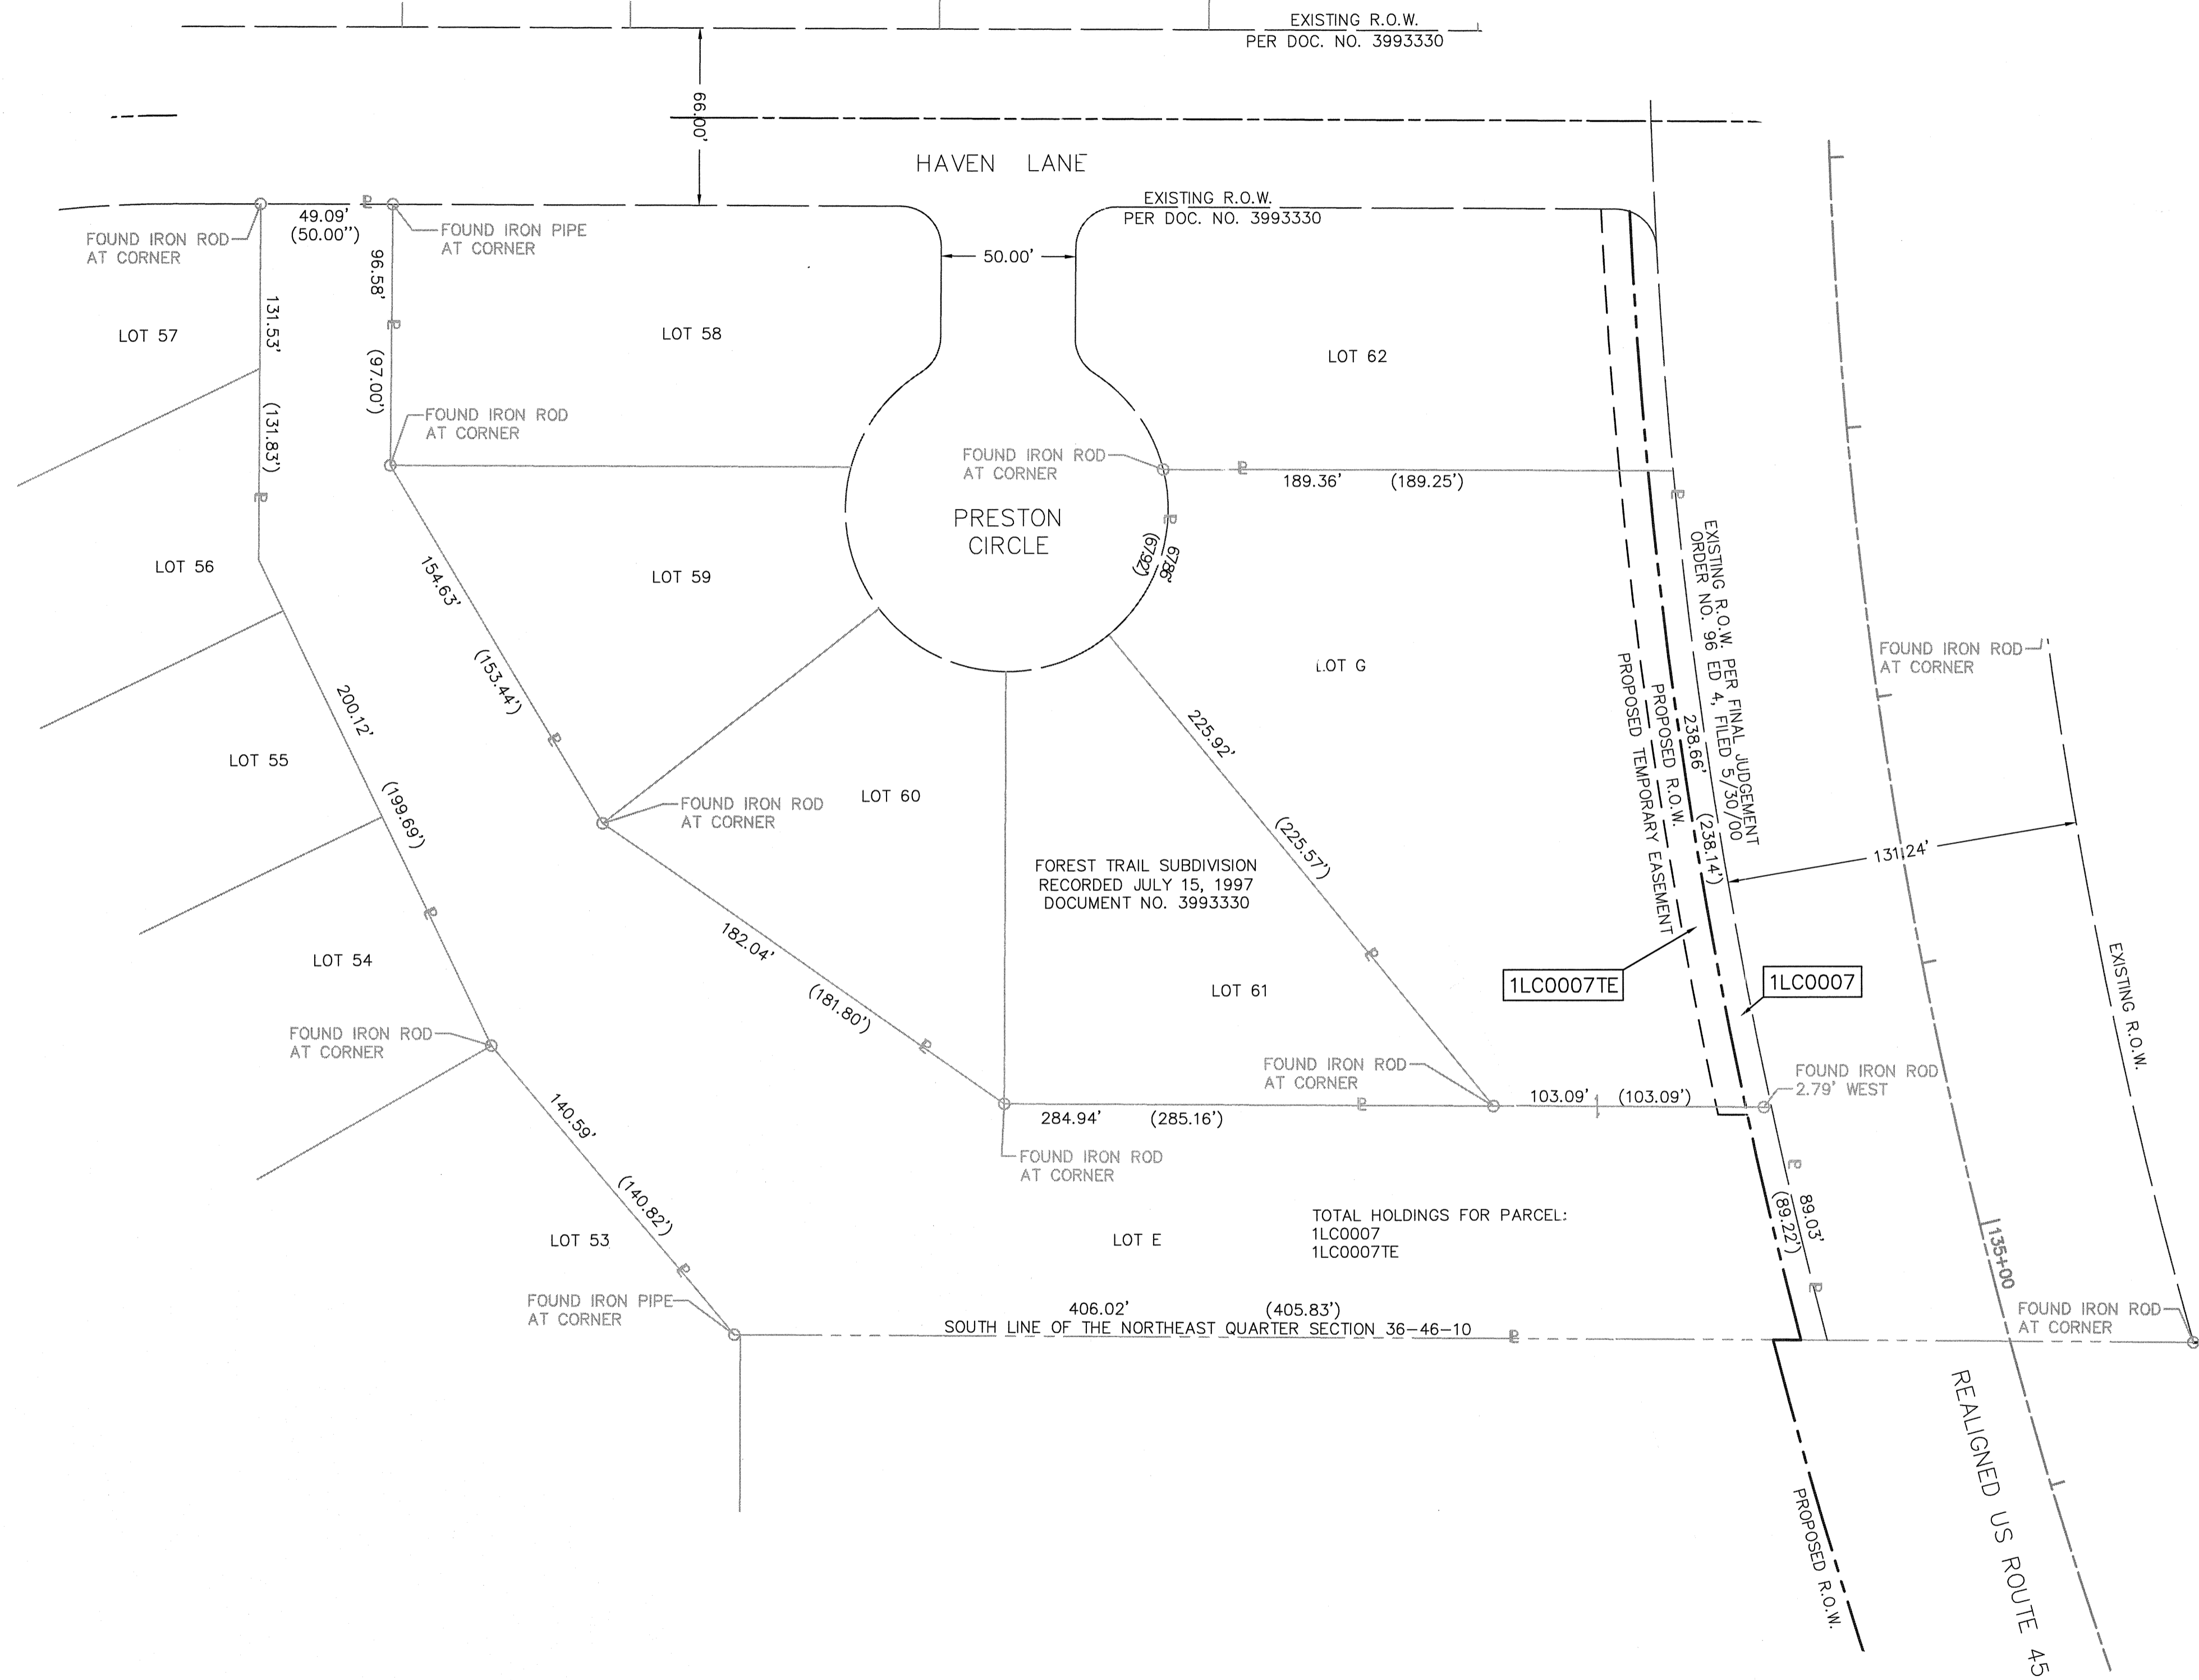 EXISTING R.O.W.
PER DOC. NO. 3993330
66.00'
HAVEN LANE
EXISTING R.O.W.
PER DOC. NO. 3993330
49.09'
(50.00'')
FOUND IRON ROD
AT CORNER
FOUND IRON PIPE
AT CORNER
96.58'
(97.00')
50.00'
131.53'
(131.83')
LOT 57
LOT 58
LOT 62
FOUND IRON ROD
AT CORNER
FOUND IRON ROD
AT CORNER
189.36' (189.25')
PRESTON
CIRCLE
67.86'
(67.92')
LOT 56
LOT 59
154.63'
(153.44')
EXISTING R.O.W. PER FINAL JUDGEMENT
ORDER NO. 96 ED 4, FILED 5/30/00
238.66' (238.14')
PROPOSED R.O.W.
PROPOSED TEMPORARY EASEMENT
FOUND IRON ROD
AT CORNER
LOT G
200.12'
(199.69')
LOT 55
225.92'
(225.57')
LOT 60
FOUND IRON ROD
AT CORNER
131.24'
FOREST TRAIL SUBDIVISION
RECORDED JULY 15, 1997
DOCUMENT NO. 3993330
182.04'
(181.80')
LOT 54
LOT 61
1LC0007TE
1LC0007
EXISTING R.O.W.
FOUND IRON ROD
AT CORNER
FOUND IRON ROD
AT CORNER
FOUND IRON ROD
2.79' WEST
103.09' (103.09')
284.94' (285.16')
140.59'
(140.82')
FOUND IRON ROD
AT CORNER
89.03'
(89.22')
TOTAL HOLDINGS FOR PARCEL:
1LC0007
1LC0007TE
LOT 53
LOT E
135+00
FOUND IRON PIPE
AT CORNER
406.02' (405.83')
SOUTH LINE OF THE NORTHEAST QUARTER SECTION 36-46-10
FOUND IRON ROD
AT CORNER
PROPOSED R.O.W.
REALIGNED US ROUTE 45